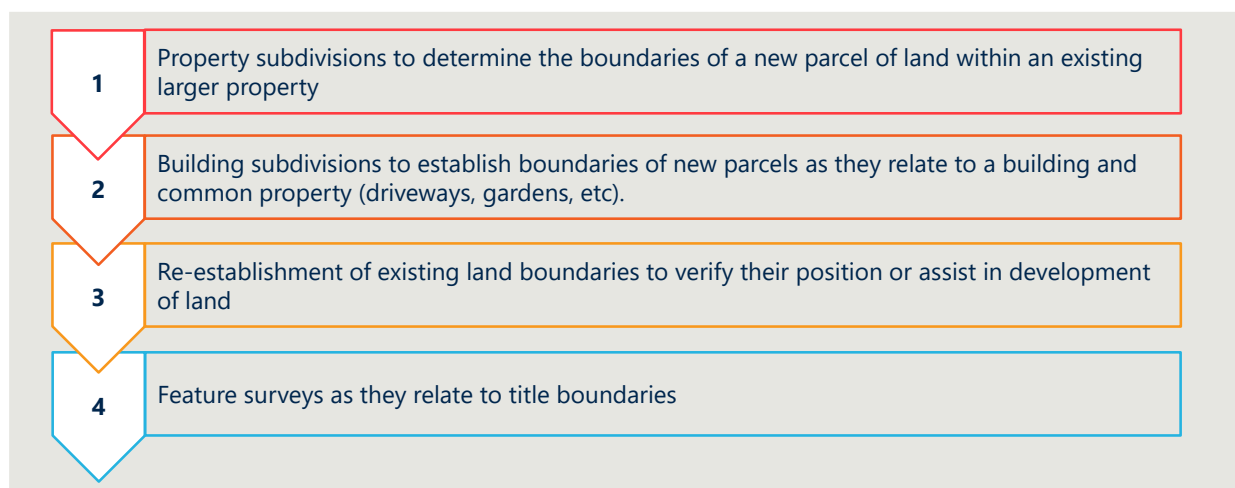 1
Property subdivisions to determine the boundaries of a new parcel of land within an existing
larger property
2
Building subdivisions to establish boundaries of new parcels as they relate to a building and
common property (driveways, gardens, etc).
3
Re-establishment of existing land boundaries to verify their position or assist in development
of land
4
Feature surveys as they relate to title boundaries